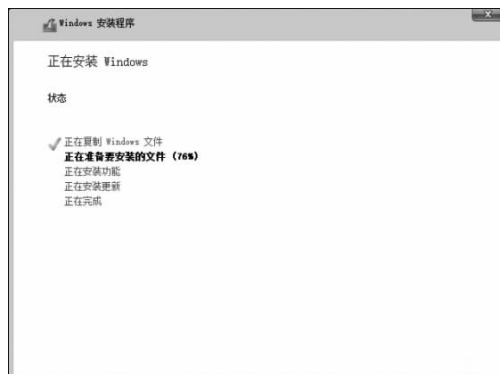 Windows 安装程序
正在安装 Windows
状态
正在复制 Windows 文件
正在准备要安装的文件 (76%)
正在安装功能
正在安装更新
正在完成